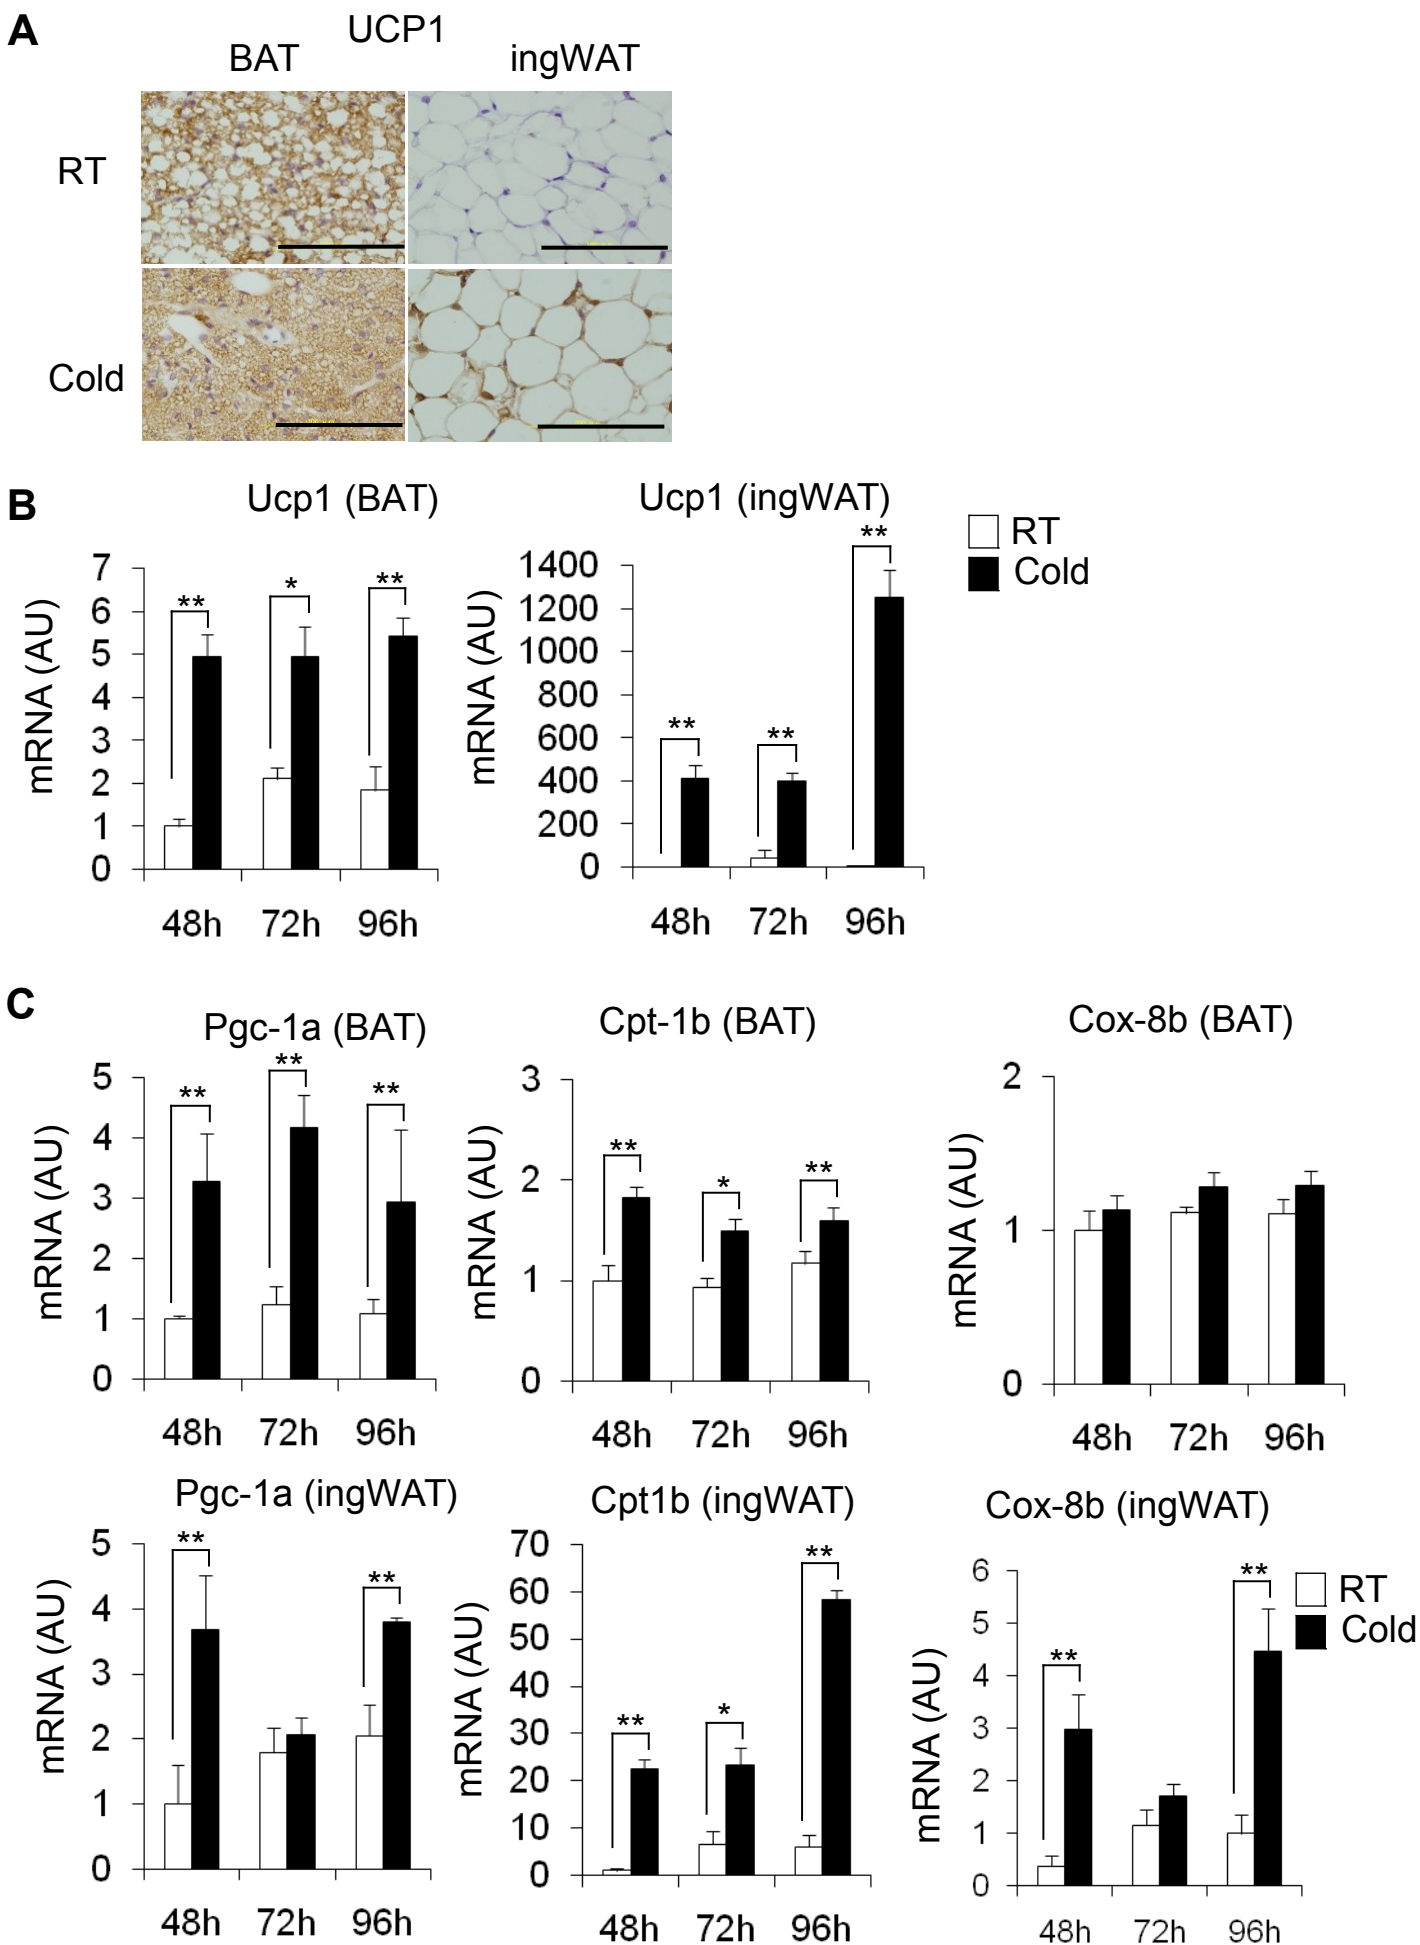 A
UCP1
BAT ingWAT
RT
Cold
B
Ucp1 (BAT)
mRNA (AU)
7
6
5
4
3
2
1
0
** * **
48h 72h 96h
Ucp1 (ingWAT)
mRNA (AU)
1400
1200
1000
800
600
400
200
0
** ** **
48h 72h 96h
RT
Cold
C
Pgc-1a (BAT)
mRNA (AU)
5
4
3
2
1
0
** ** **
48h 72h 96h
Cpt-1b (BAT)
mRNA (AU)
3
2
1
0
** * **
48h 72h 96h
Cox-8b (BAT)
mRNA (AU)
2
1
0
48h 72h 96h
Pgc-1a (ingWAT)
mRNA (AU)
5
4
3
2
1
0
** **
48h 72h 96h
Cpt1b (ingWAT)
mRNA (AU)
70
60
50
40
30
20
10
0
** * **
48h 72h 96h
Cox-8b (ingWAT)
mRNA (AU)
6
5
4
3
2
1
0
** **
48h 72h 96h
RT
Cold